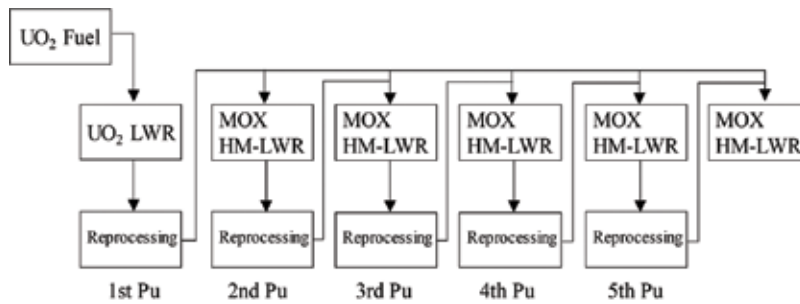 UO₂ Fuel
UO₂ LWR
MOX
HM-LWR
MOX
HM-LWR
MOX
HM-LWR
MOX
HM-LWR
MOX
HM-LWR
Reprocessing
Reprocessing
Reprocessing
Reprocessing
Reprocessing
1st Pu
2nd Pu
3rd Pu
4th Pu
5th Pu